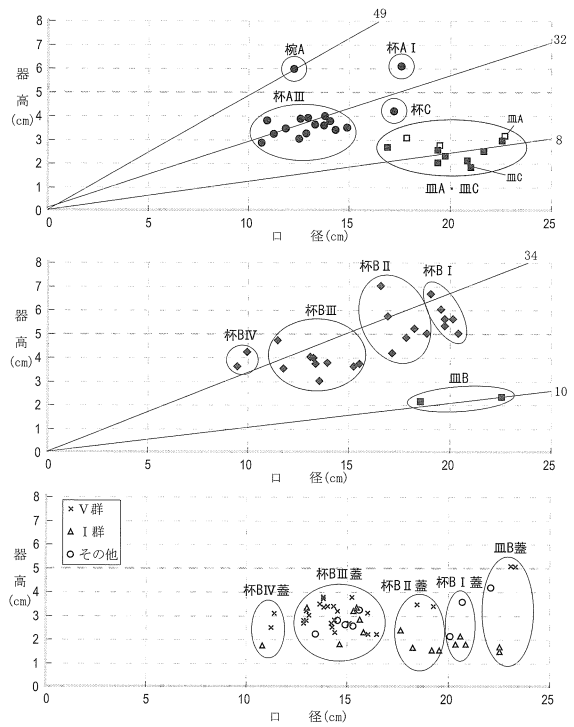 49
32
8
椀A
杯AⅠ
杯AⅢ
杯C
皿A
皿C
皿A・皿C
器
高
(cm)
8
7
6
5
4
3
2
1
0
0 5 10 15 20 25
口 径(cm)
34
10
杯BⅡ
杯BⅠ
杯BⅢ
杯BⅣ
皿B
器
高
(cm)
8
7
6
5
4
3
2
1
0
0 5 10 15 20 25
口 径(cm)
× Ⅴ群
△ Ⅰ群
○ その他
皿B蓋
杯BⅢ蓋
杯BⅡ蓋
杯BⅠ蓋
杯BⅣ蓋
器
高
(cm)
8
7
6
5
4
3
2
1
0
0 5 10 15 20 25
口 径(cm)